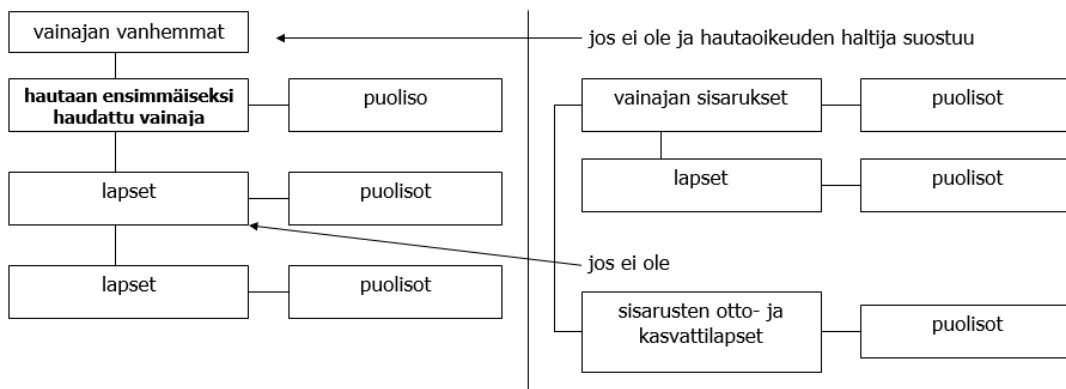 vainajan vanhemmat
hautaan ensimmäiseksi
haudattu vainaja
puoliso
lapset
puolisot
lapset
puolisot
jos ei ole ja hautaoikeuden haltija suostuu
vainajan sisarukset
puolisot
lapset
puolisot
jos ei ole
sisarusten otto- ja
kasvattilapset
puolisot